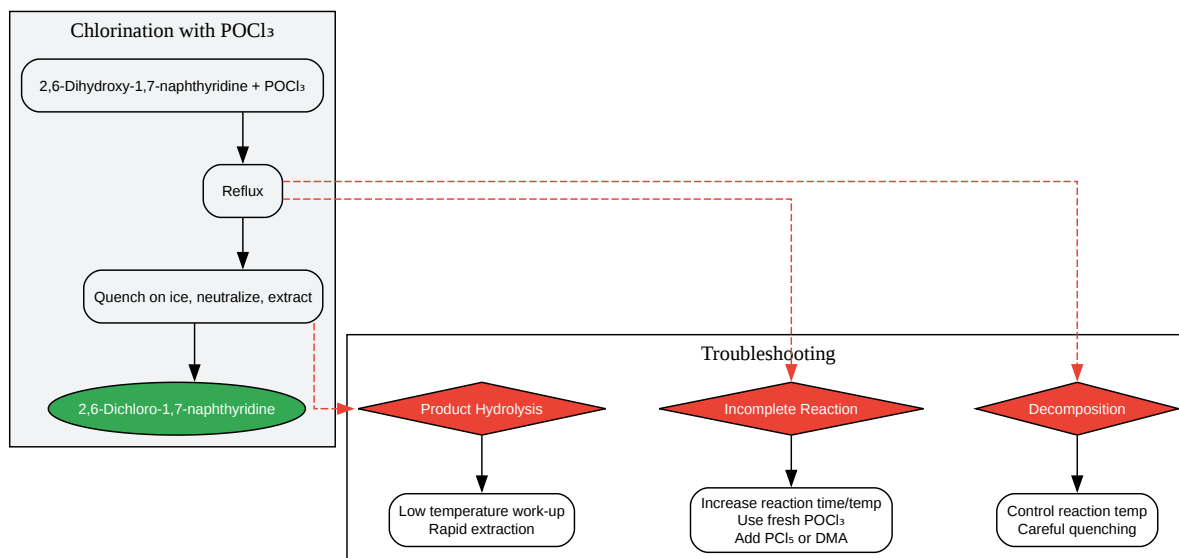 Chlorination with POCl₃
2,6-Dihydroxy-1,7-naphthyridine + POCl₃
Reflux
Quench on ice, neutralize, extract
2,6-Dichloro-1,7-naphthyridine
Troubleshooting
Product Hydrolysis
Incomplete Reaction
Decomposition
Low temperature work-up
Rapid extraction
Increase reaction time/temp
Use fresh POCl₃
Add PCl₅ or DMA
Control reaction temp
Careful quenching